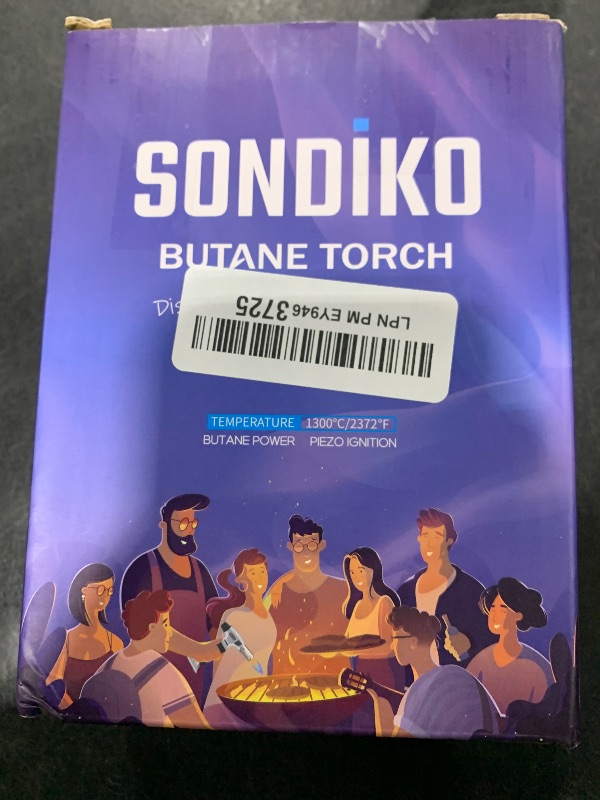 SONDIKO
BUTANE TORCH
LPN PM EY946 3725
TEMPERATURE 1300°C/2372°F
BUTANE POWER PIEZO IGNITION